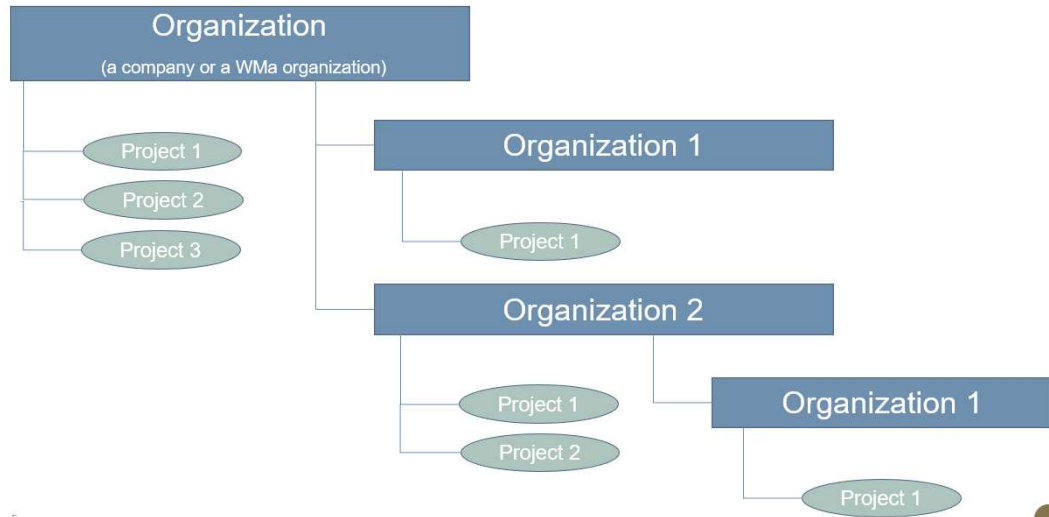 Organization
(a company or a WMa organization)
Project 1
Project 2
Project 3
Organization 1
Project 1
Organization 2
Project 1
Project 2
Organization 1
Project 1